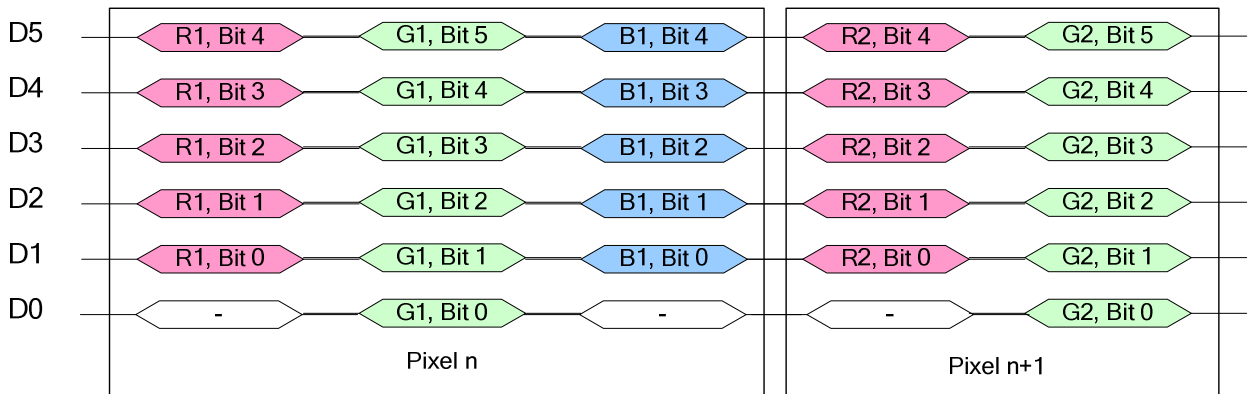 D5 R1, Bit 4 G1, Bit 5 B1, Bit 4 R2, Bit 4 G2, Bit 5
D4 R1, Bit 3 G1, Bit 4 B1, Bit 3 R2, Bit 3 G2, Bit 4
D3 R1, Bit 2 G1, Bit 3 B1, Bit 2 R2, Bit 2 G2, Bit 3
D2 R1, Bit 1 G1, Bit 2 B1, Bit 1 R2, Bit 1 G2, Bit 2
D1 R1, Bit 0 G1, Bit 1 B1, Bit 0 R2, Bit 0 G2, Bit 1
D0 - G1, Bit 0 - - G2, Bit 0
Pixel n Pixel n+1